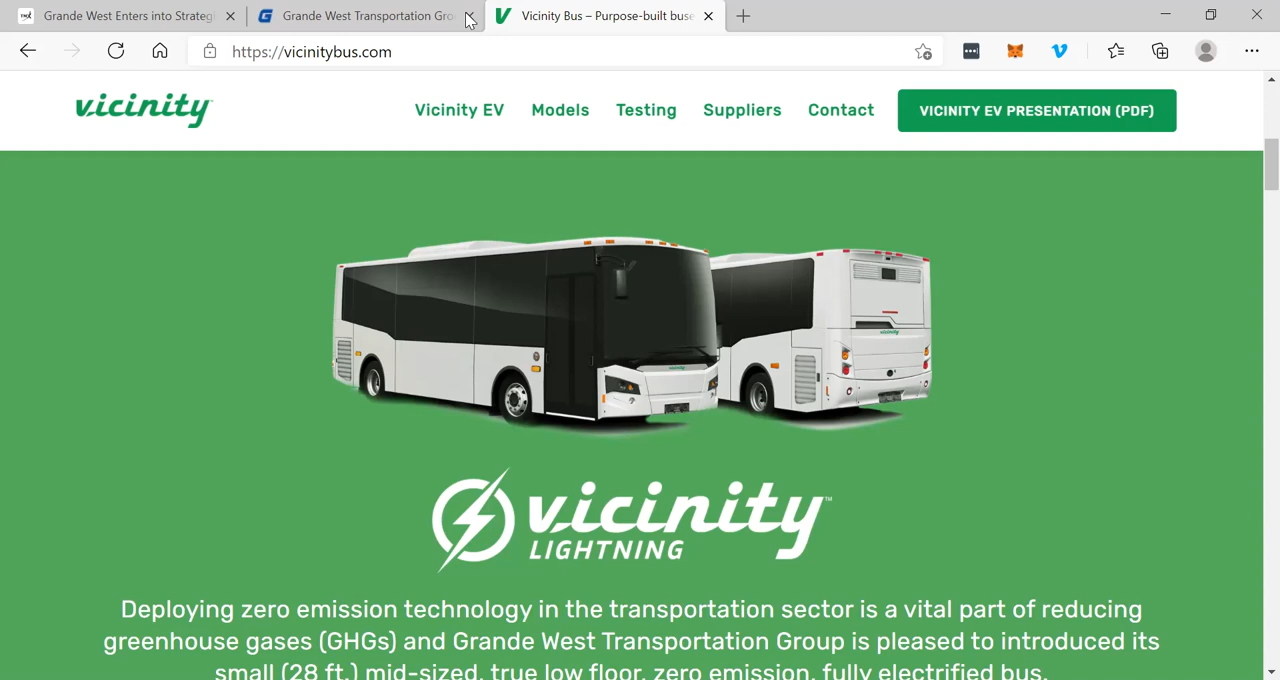 Grande West Enters into Strateg
Grande West Transportation Gro
Vicinity Bus – Purpose-built buse
https://vicinitybus.com
vicinity
Vicinity EV
Models
Testing
Suppliers
Contact
VICINITY EV PRESENTATION (PDF)
vicinity™
LIGHTNING
Deploying zero emission technology in the transportation sector is a vital part of reducing
greenhouse gases (GHGs) and Grande West Transportation Group is pleased to introduced its
small (28 ft.) mid-sized, true low floor, zero emission, fully electrified bus.